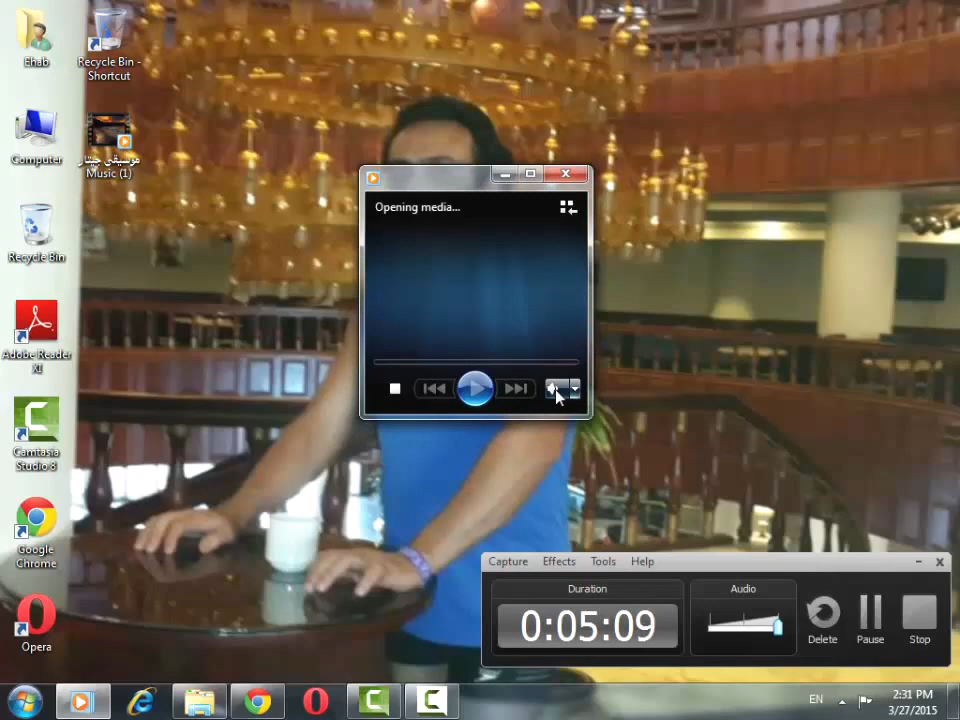 Ehab
Recycle Bin -
Shortcut
Computer
موسيقى جيتار
Music (1)
Recycle Bin
Adobe Reader
XI
Camtasia
Studio 8
Google
Chrome
Opera
Opening media...
Capture Effects Tools Help
Duration
Audio
0:05:09
Delete
Pause
Stop
EN
2:31 PM
3/27/2015